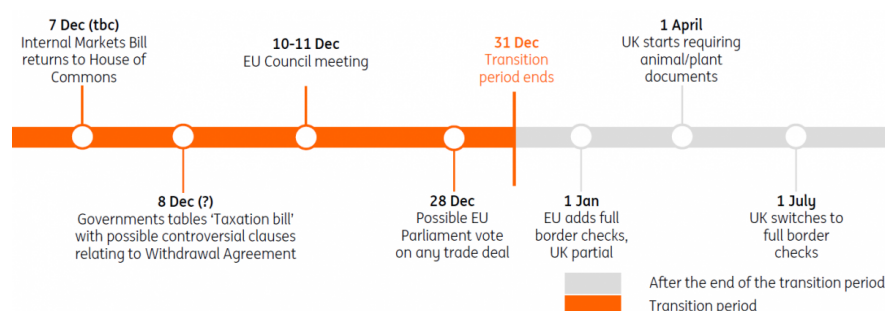 7 Dec (tbc)
Internal Markets Bill
returns to House of
Commons
10-11 Dec
EU Council meeting
31 Dec
Transition
period ends
1 April
UK starts requiring
animal/plant
documents
8 Dec (?)
Governments tables ‘Taxation bill’
with possible controversial clauses
relating to Withdrawal Agreement
28 Dec
Possible EU
Parliament vote
on any trade deal
1 Jan
EU adds full
border checks,
UK partial
1 July
UK switches to
full border
checks
After the end of the transition period
Transition period